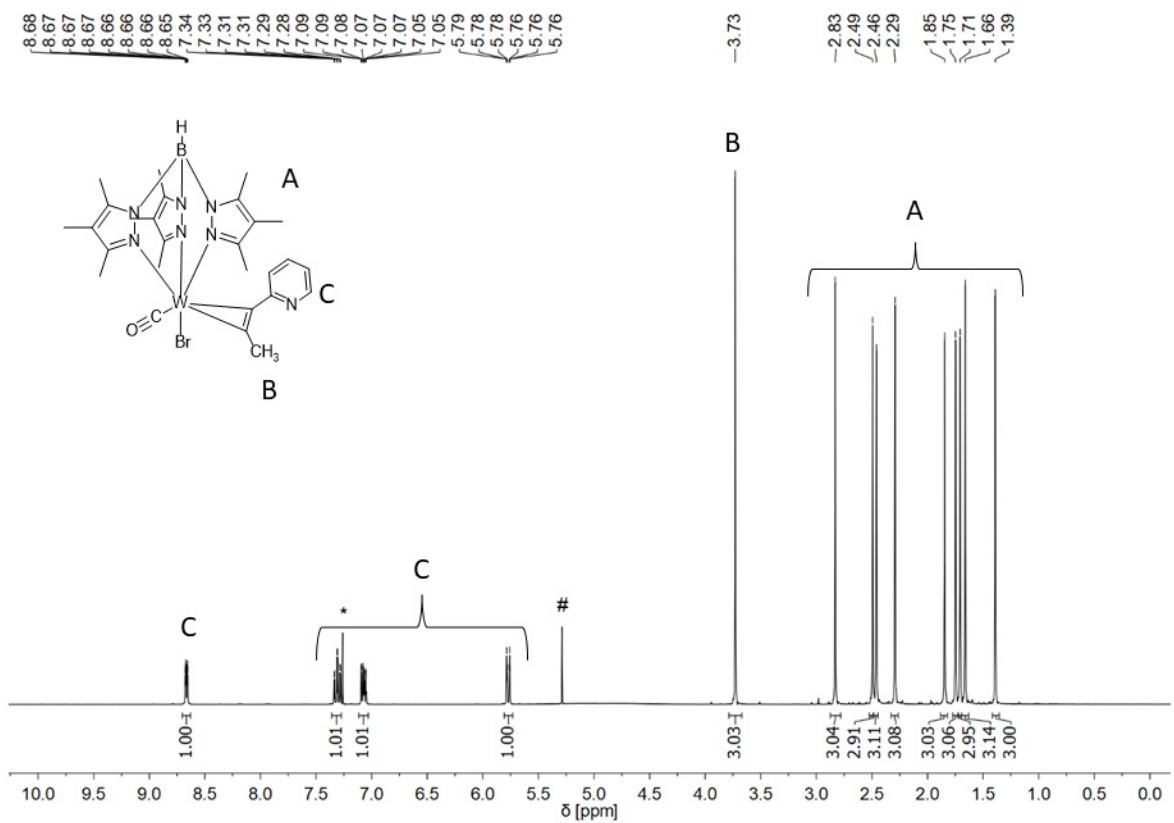 8.68 8.67 8.67 8.67 8.66 8.66 8.66 8.65 7.34 7.33 7.31 7.31 7.29 7.28 7.09 7.09 7.08 7.07 7.07 7.07 7.05 7.05 5.79 5.78 5.78 5.76 5.76 5.76 3.73 2.83 2.49 2.46 2.29 1.85 1.75 1.71 1.66 1.39
H
B
A
N N N
N N N
W
O C
Br
N
C
CH3
B
B
A
C
C
*
#
1.00 1.01 1.01 1.00 3.03 3.04 2.91 3.11 3.08 3.03 3.06 2.95 3.14 3.00
10.0 9.5 9.0 8.5 8.0 7.5 7.0 6.5 6.0 5.5 5.0 4.5 4.0 3.5 3.0 2.5 2.0 1.5 1.0 0.5 0.0
δ [ppm]